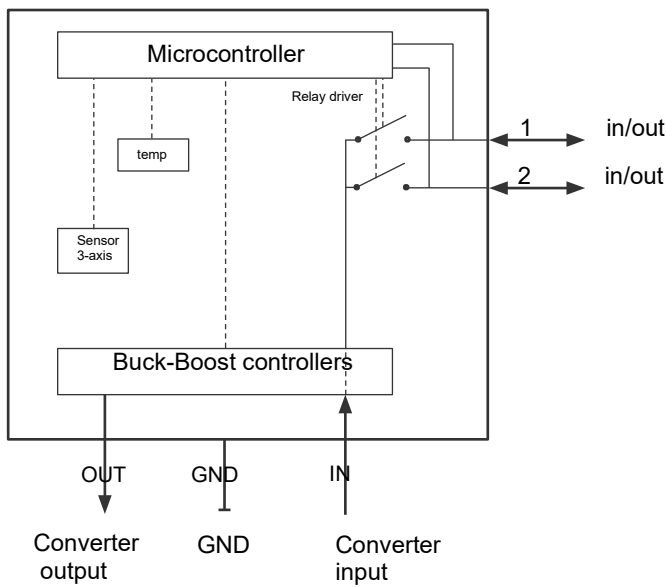 Microcontroller
Relay driver
1 in/out
temp
2 in/out
Sensor
3-axis
Buck-Boost controllers
OUT GND IN
Converter
output
GND
Converter
input